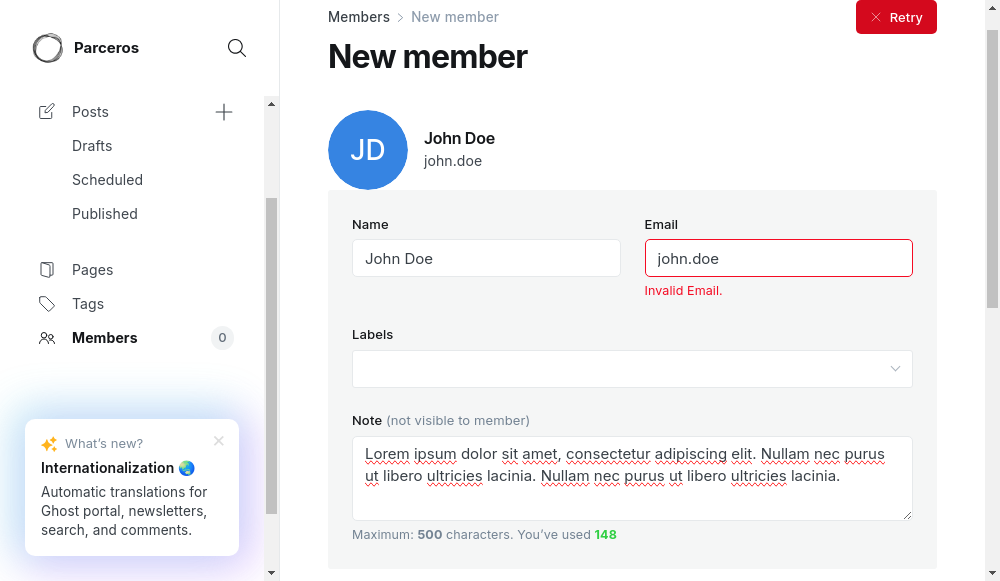 Parceros
Posts
Drafts
Scheduled
Published
Pages
Tags
Members 0
What's new?
Internationalization 🌏
Automatic translations for
Ghost portal, newsletters,
search, and comments.
Members > New member
Retry
New member
JD
John Doe
john.doe
Name
John Doe
Email
john.doe
Invalid Email.
Labels
Note (not visible to member)
Lorem ipsum dolor sit amet, consectetur adipiscing elit. Nullam nec purus
ut libero ultricies lacinia. Nullam nec purus ut libero ultricies lacinia.
Maximum: 500 characters. You've used 148